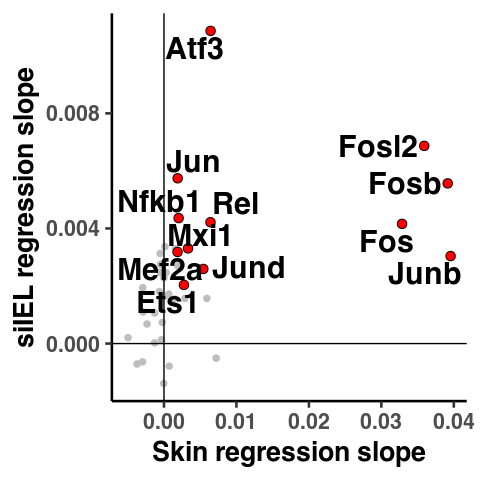 Atf3
Fosl2
Jun
Fosb
Nfkb1 Rel
Mxi1
Fos
Mef2a Jund
Junb
Ets1
0.008
0.004
0.000
siIEL regression slope
0.00 0.01 0.02 0.03 0.04
Skin regression slope